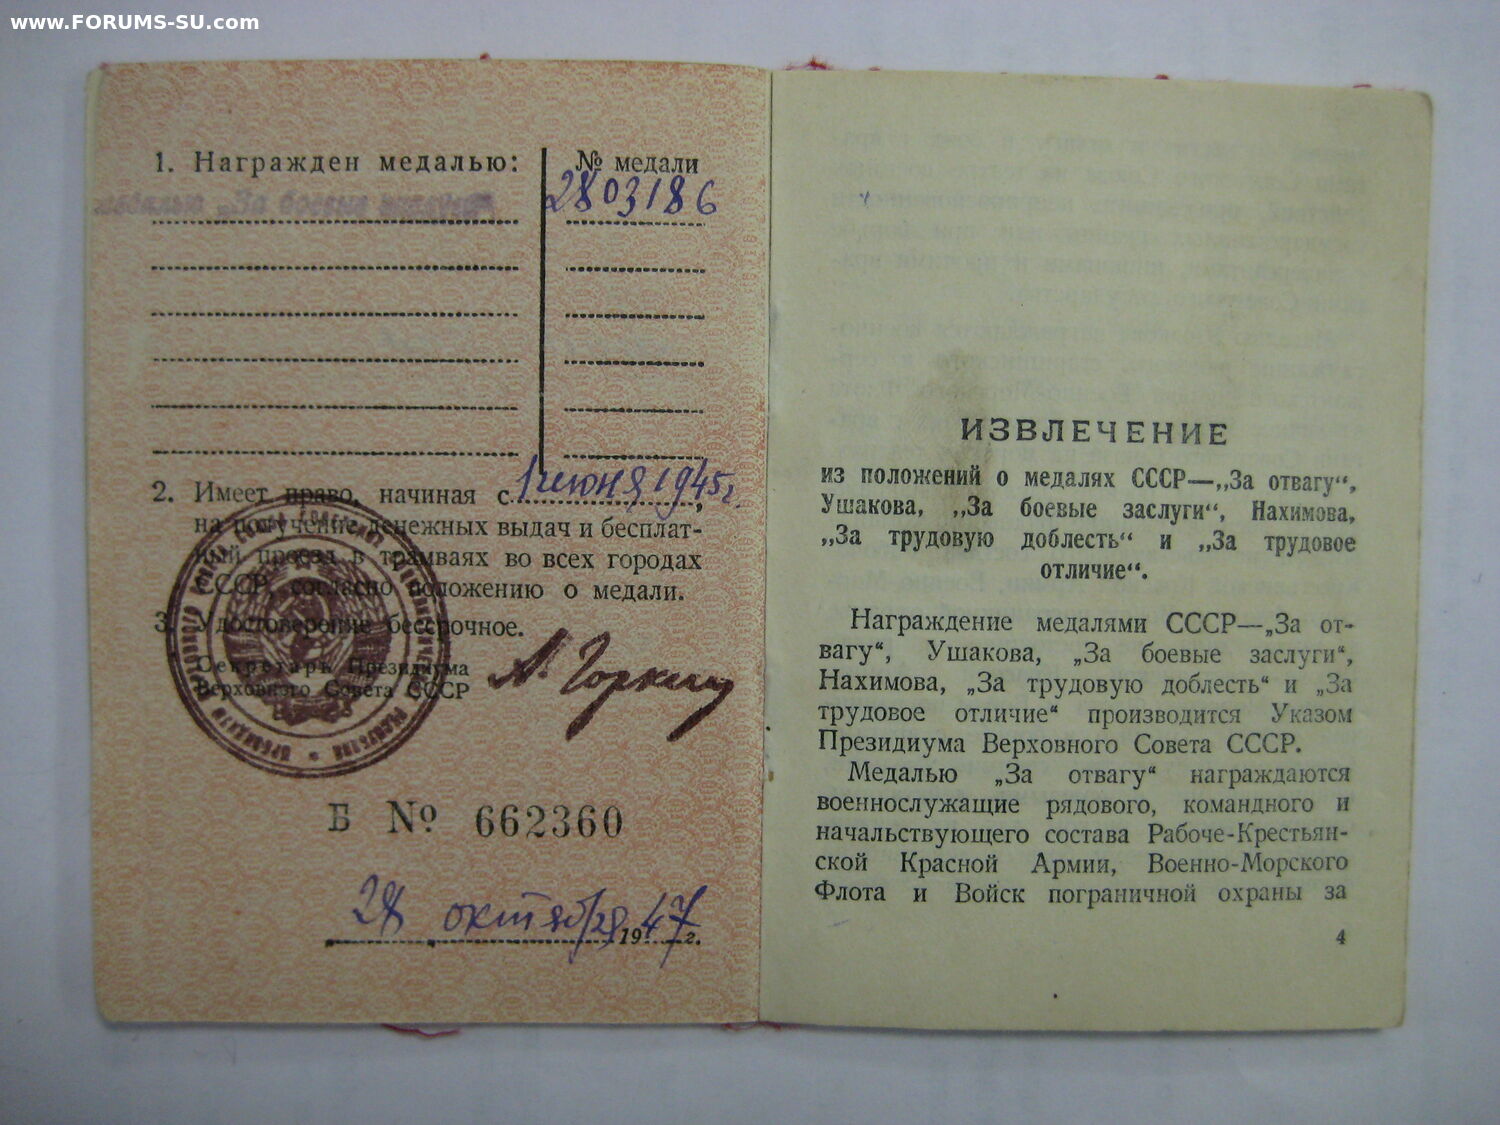 www.FORUMS-SU.com
1. Награжден медалью:
№ медали
медалью „За боевые заслуги“
2803186
2. Имеет право, начиная с 1 июня 1945 г.,
на получение денежных выдач и бесплат-
ный проезд в трамваях во всех городах
СССР, согласно положению о медали.
3. Удостоверение бессрочное.
Секретарь Президиума
Верховного Совета СССР
А. Горкин
Б № 662360
28 октября 1947 г.
ИЗВЛЕЧЕНИЕ
из положений о медалях СССР—„За отвагу“,
Ушакова, „За боевые заслуги“, Нахимова,
„За трудовую доблесть“ и „За трудовое
отличие“.
Награждение медалями СССР—„За от-
вагу“, Ушакова, „За боевые заслуги“,
Нахимова, „За трудовую доблесть“ и „За
трудовое отличие“ производится Указом
Президиума Верховного Совета СССР.
Медалью „За отвагу“ награждаются
военнослужащие рядового, командного и
начальствующего состава Рабоче-Крестьян-
ской Красной Армии, Военно-Морского
Флота и Войск пограничной охраны за
4